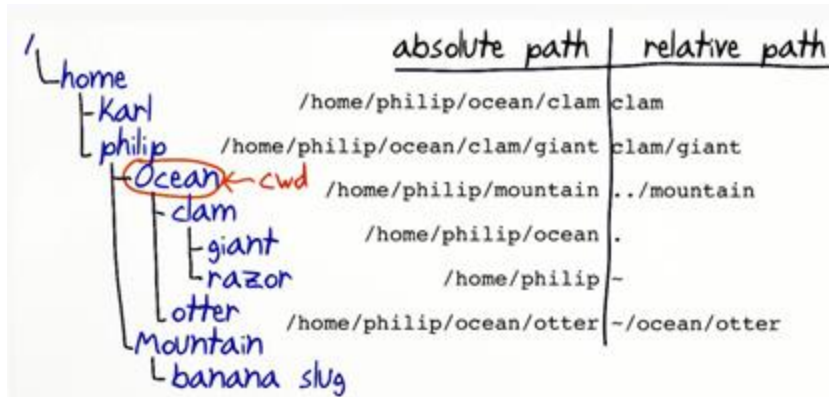 absolute path relative path
/
home
Karl
/home/philip/ocean/clam clam
philip
/home/philip/ocean/clam/giant clam/giant
Ocean ← cwd
/home/philip/mountain ../mountain
clam
giant
/home/philip/ocean .
razor
/home/philip ~
otter
/home/philip/ocean/otter ~/ocean/otter
Mountain
banana slug